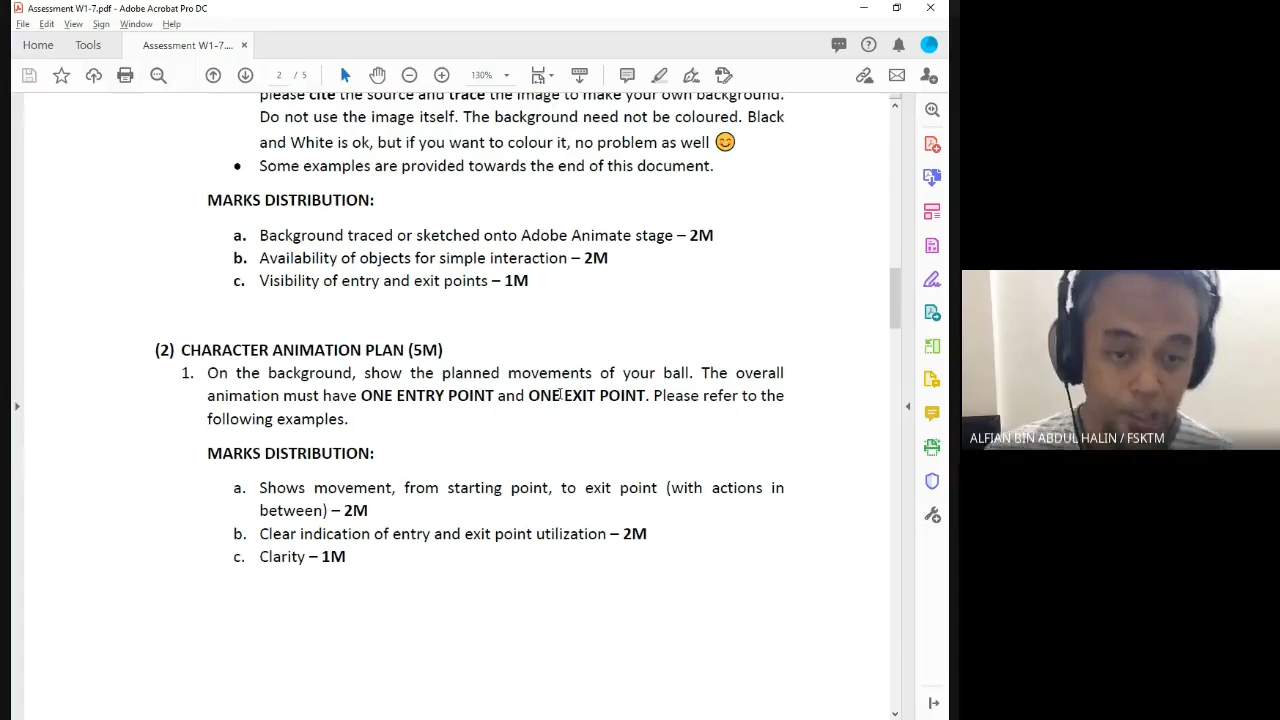 Assessment W1-7.pdf - Adobe Acrobat Pro DC
File Edit View Sign Window Help
Home Tools Assessment W1-7.... ×
2 / 5 130%
please cite the source and trace the image to make your own background.
Do not use the image itself. The background need not be coloured. Black
and White is ok, but if you want to colour it, no problem as well 😊
• Some examples are provided towards the end of this document.
MARKS DISTRIBUTION:
a. Background traced or sketched onto Adobe Animate stage – 2M
b. Availability of objects for simple interaction – 2M
c. Visibility of entry and exit points – 1M
(2) CHARACTER ANIMATION PLAN (5M)
1. On the background, show the planned movements of your ball. The overall
animation must have ONE ENTRY POINT and ONE EXIT POINT. Please refer to the
following examples.
MARKS DISTRIBUTION:
a. Shows movement, from starting point, to exit point (with actions in
between) – 2M
b. Clear indication of entry and exit point utilization – 2M
c. Clarity – 1M
ALFIAN BIN ABDUL HALIN / FSKTM